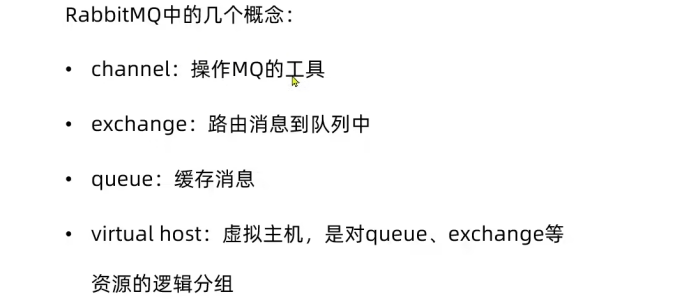 RabbitMQ中的几个概念：
• channel：操作MQ的工具
• exchange：路由消息到队列中
• queue：缓存消息
• virtual host：虚拟主机，是对queue、exchange等
资源的逻辑分组